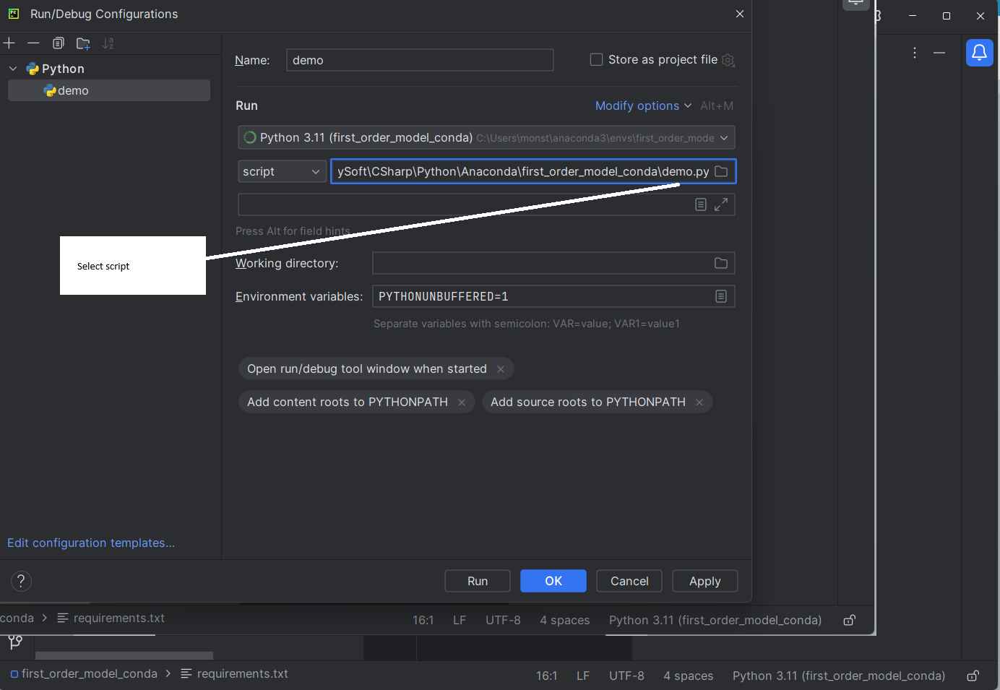 Run/Debug Configurations
Python
demo
Name: demo
Store as project file
Run
Modify options Alt+M
Python 3.11 (first_order_model_conda) C:\Users\monst\anaconda3\envs\first_order_mode
script ySoft\CSharp\Python\Anaconda\first_order_model_conda\demo.py
Press Alt for field hints
Select script
Working directory:
Environment variables: PYTHONUNBUFFERED=1
Separate variables with semicolon: VAR=value; VAR1=value1
Open run/debug tool window when started
Add content roots to PYTHONPATH Add source roots to PYTHONPATH
Edit configuration templates...
? Run OK Cancel Apply
conda > requirements.txt 16:1 LF UTF-8 4 spaces Python 3.11 (first_order_model_conda)
first_order_model_conda > requirements.txt 16:1 LF UTF-8 4 spaces Python 3.11 (first_order_model_conda)